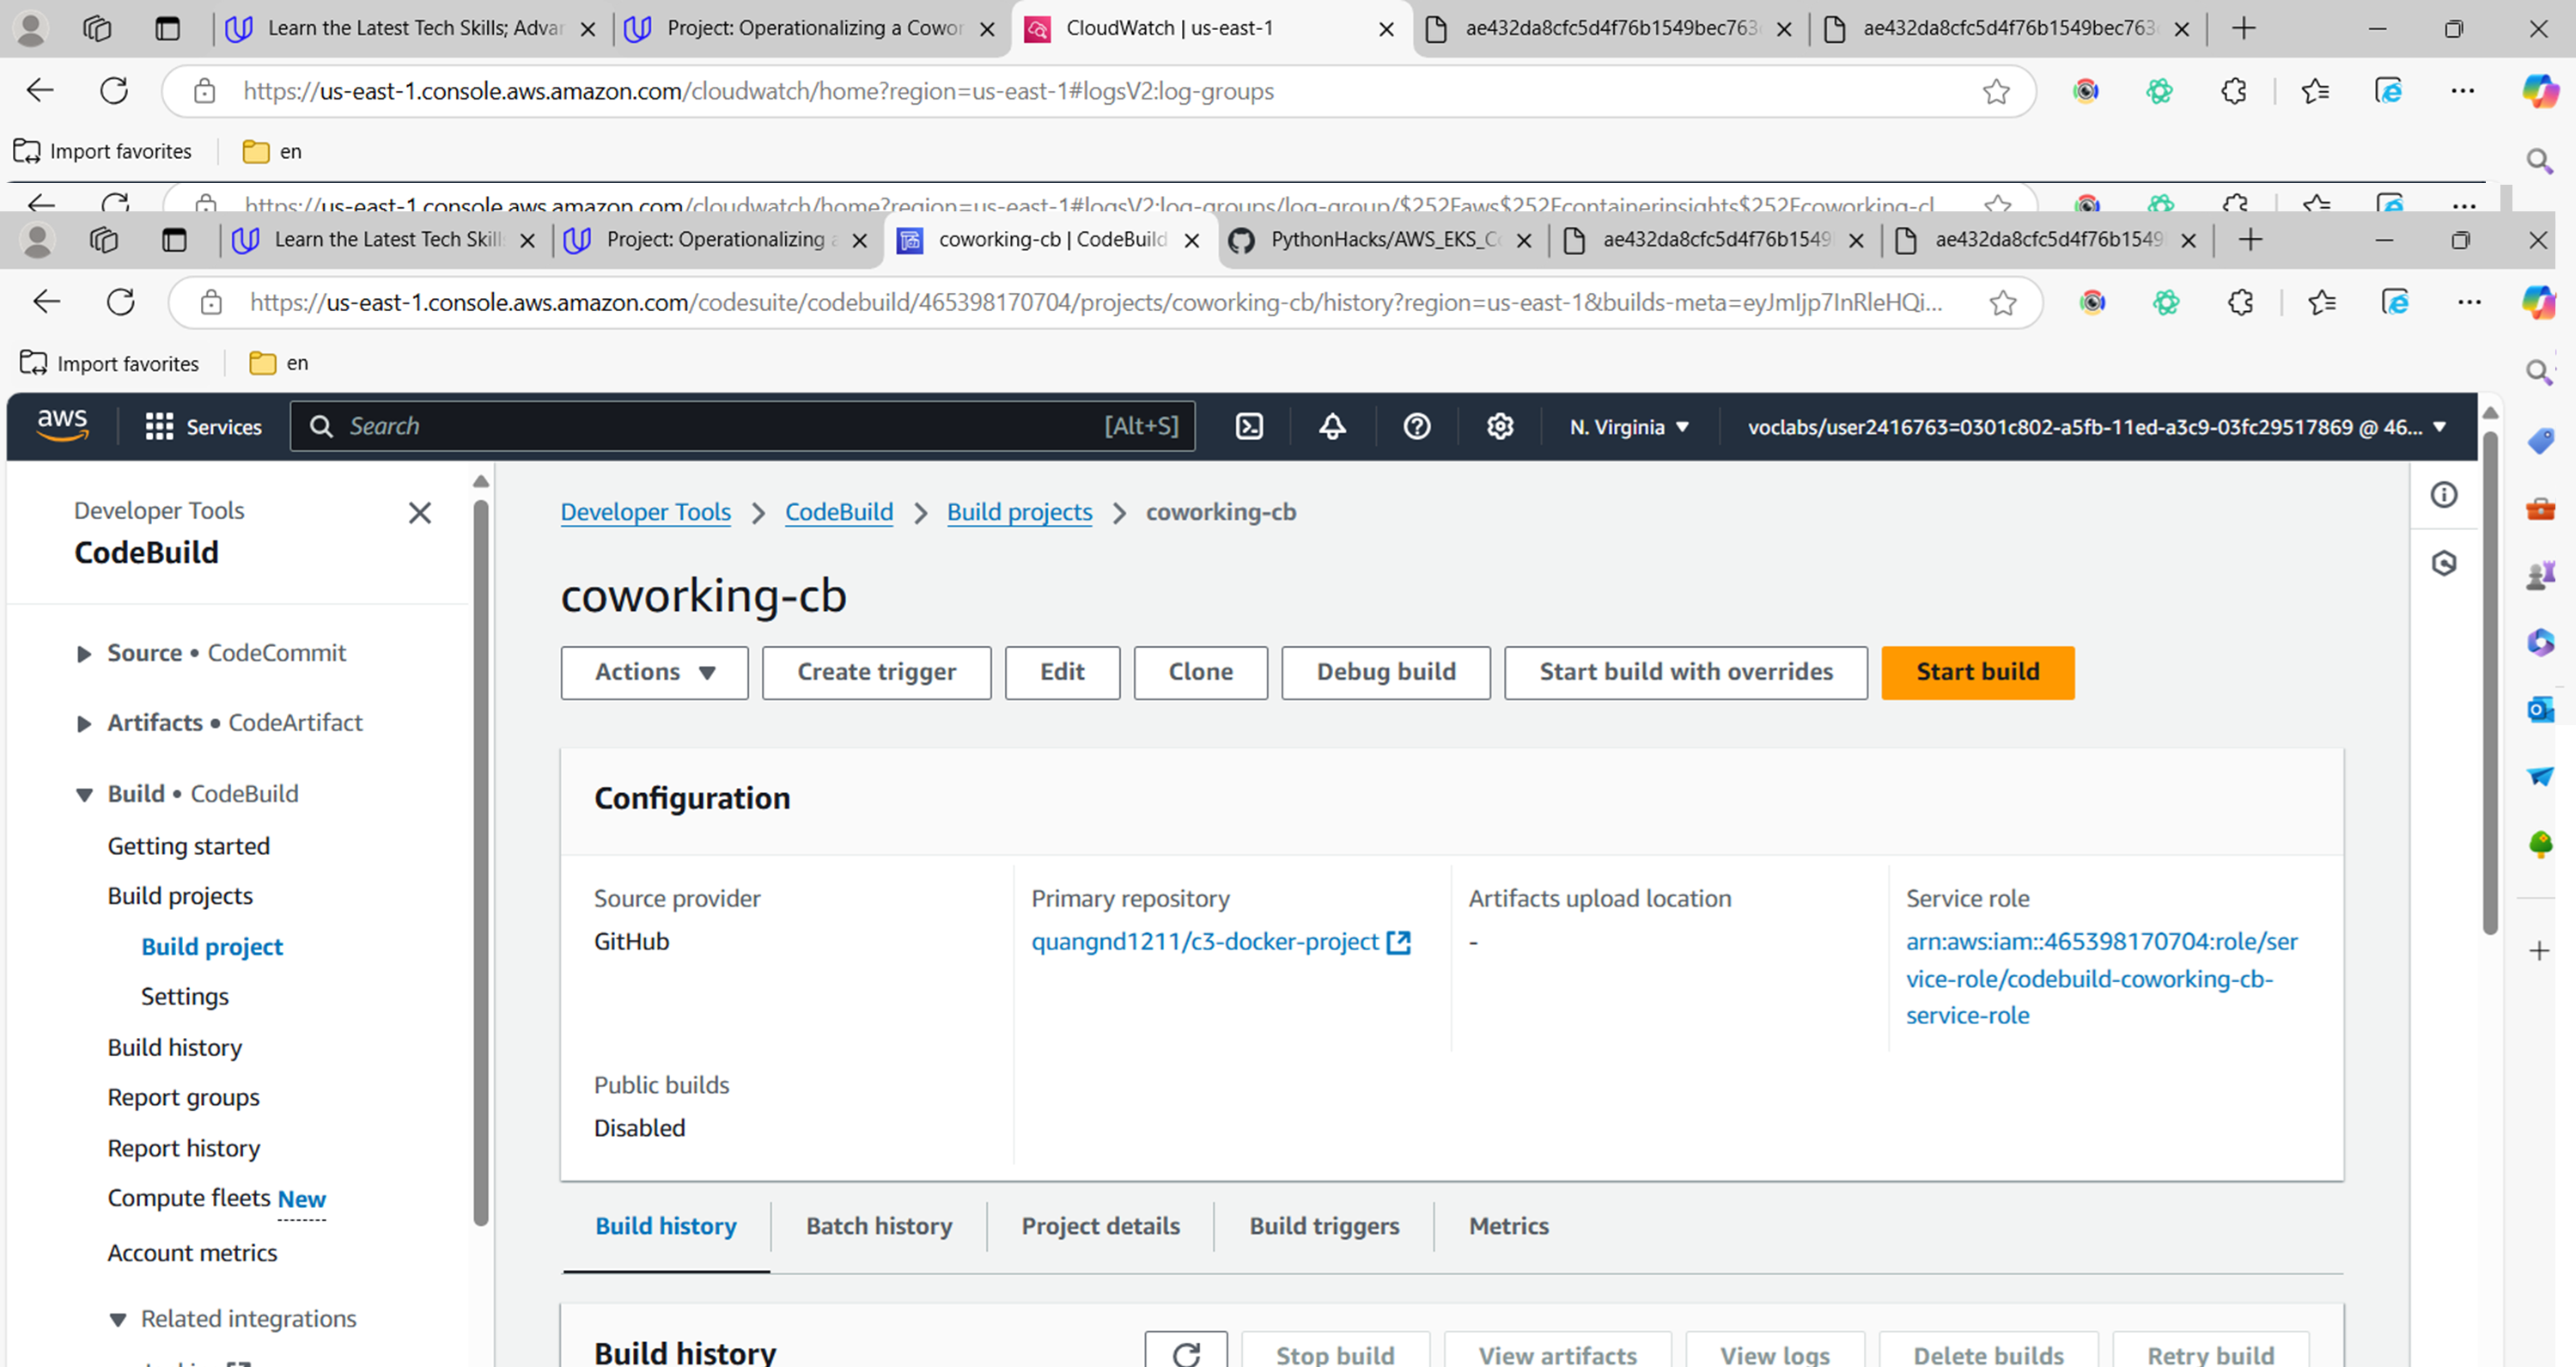 Learn the Latest Tech Skills; Advar
Project: Operationalizing a Cowor
CloudWatch | us-east-1
ae432da8cfc5d4f76b1549bec763
ae432da8cfc5d4f76b1549bec763
https://us-east-1.console.aws.amazon.com/cloudwatch/home?region=us-east-1#logsV2:log-groups
Import favorites
en
https://us-east-1.console.aws.amazon.com/cloudwatch/home?region=us-east-1#logsV2:log-groups/log-group/$252Faws$252Fcontainerinsights$252Fcoworking-cl
Learn the Latest Tech Skill
Project: Operationalizing a
coworking-cb | CodeBuild
PythonHacks/AWS_EKS_Co
ae432da8cfc5d4f76b1549
ae432da8cfc5d4f76b1549
https://us-east-1.console.aws.amazon.com/codesuite/codebuild/465398170704/projects/coworking-cb/history?region=us-east-1&builds-meta=eyJmIjp7InRleHQi...
Import favorites
en
aws
Services
Search
[Alt+S]
N. Virginia
voclabs/user2416763=0301c802-a5fb-11ed-a3c9-03fc29517869 @ 46...
Developer Tools
CodeBuild
Source • CodeCommit
Artifacts • CodeArtifact
Build • CodeBuild
Getting started
Build projects
Build project
Settings
Build history
Report groups
Report history
Compute fleets New
Account metrics
Related integrations
Developer Tools > CodeBuild > Build projects > coworking-cb
coworking-cb
Actions
Create trigger
Edit
Clone
Debug build
Start build with overrides
Start build
Configuration
Source provider
GitHub
Primary repository
quangnd1211/c3-docker-project
Artifacts upload location
-
Service role
arn:aws:iam::465398170704:role/ser
vice-role/codebuild-coworking-cb-
service-role
Public builds
Disabled
Build history
Batch history
Project details
Build triggers
Metrics
Build history
Stop build
View artifacts
View logs
Delete builds
Retry build